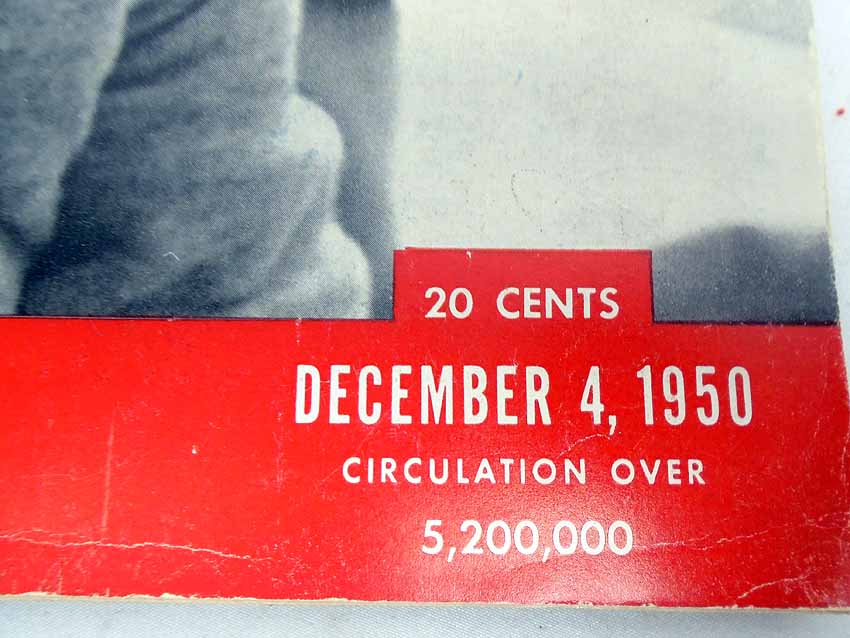 20 CENTS
DECEMBER 4, 1950
CIRCULATION OVER
5,200,000